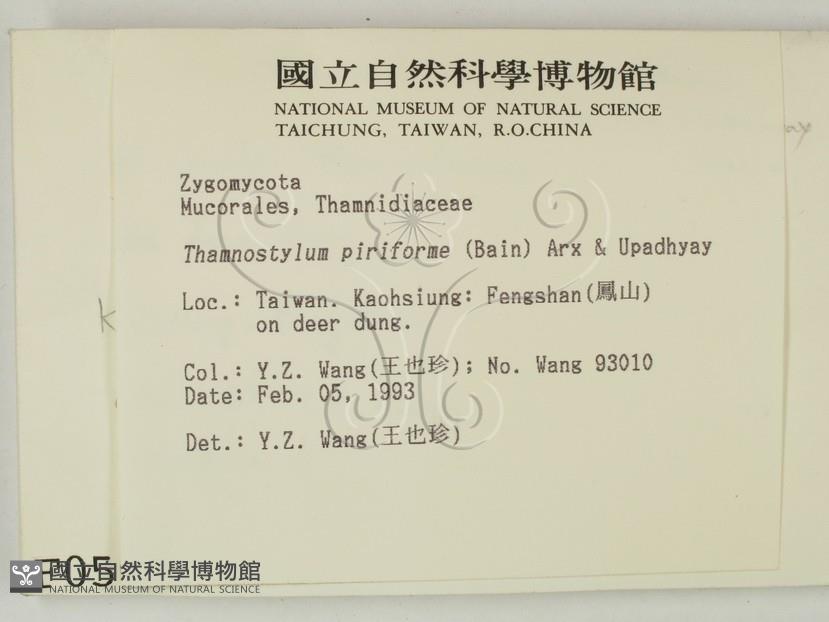 國立自然科學博物館
NATIONAL MUSEUM OF NATURAL SCIENCE
TAICHUNG, TAIWAN, R.O.CHINA
Zygomycota
Mucorales, Thamnidiaceae
Thamnostylum piriforme (Bain) Arx & Upadhyay
Loc.: Taiwan. Kaohsiung: Fengshan(鳳山)
on deer dung.
k
Col.: Y.Z. Wang(王也珍); No. Wang 93010
Date: Feb. 05, 1993
Det.: Y.Z. Wang(王也珍)
國立自然科學博物館
NATIONAL MUSEUM OF NATURAL SCIENCE